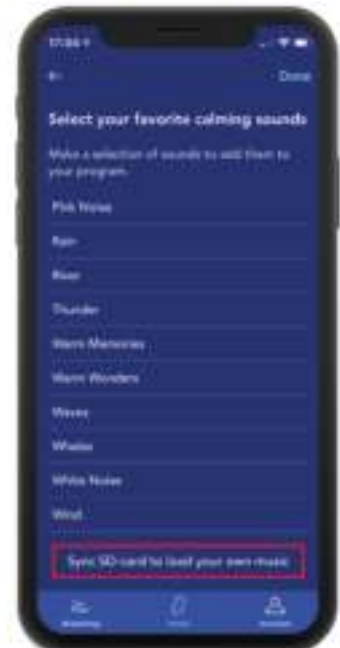 Done
Select your favorite calming sounds
Make a selection of sounds to add them to
your program.
Pink Noise
Rain
River
Thunder
Warm Memories
Warm Wonders
Waves
Whales
White Noise
Wind
Sync SD card to load your own music